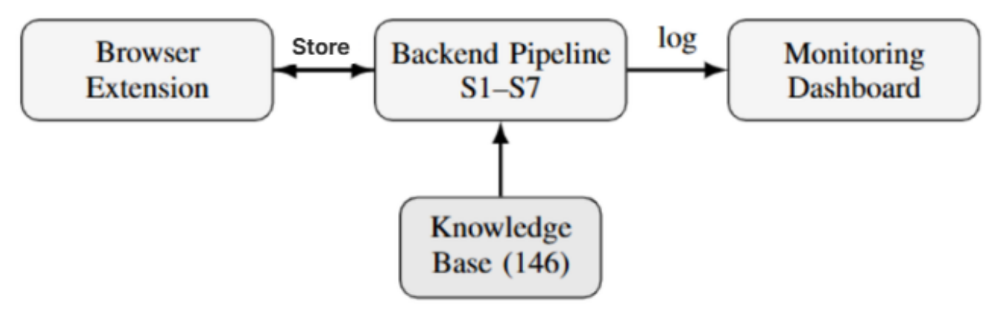 Browser
Extension
Store
Backend Pipeline
S1–S7
log
Monitoring
Dashboard
Knowledge
Base (146)